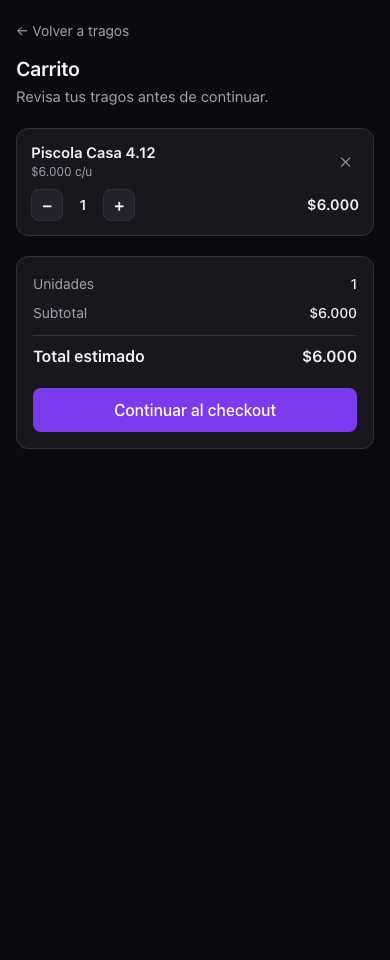 ← Volver a tragos
Carrito
Revisa tus tragos antes de continuar.
Piscola Casa 4.12
$6.000 c/u
− 1 + $6.000
Unidades 1
Subtotal $6.000
Total estimado $6.000
Continuar al checkout